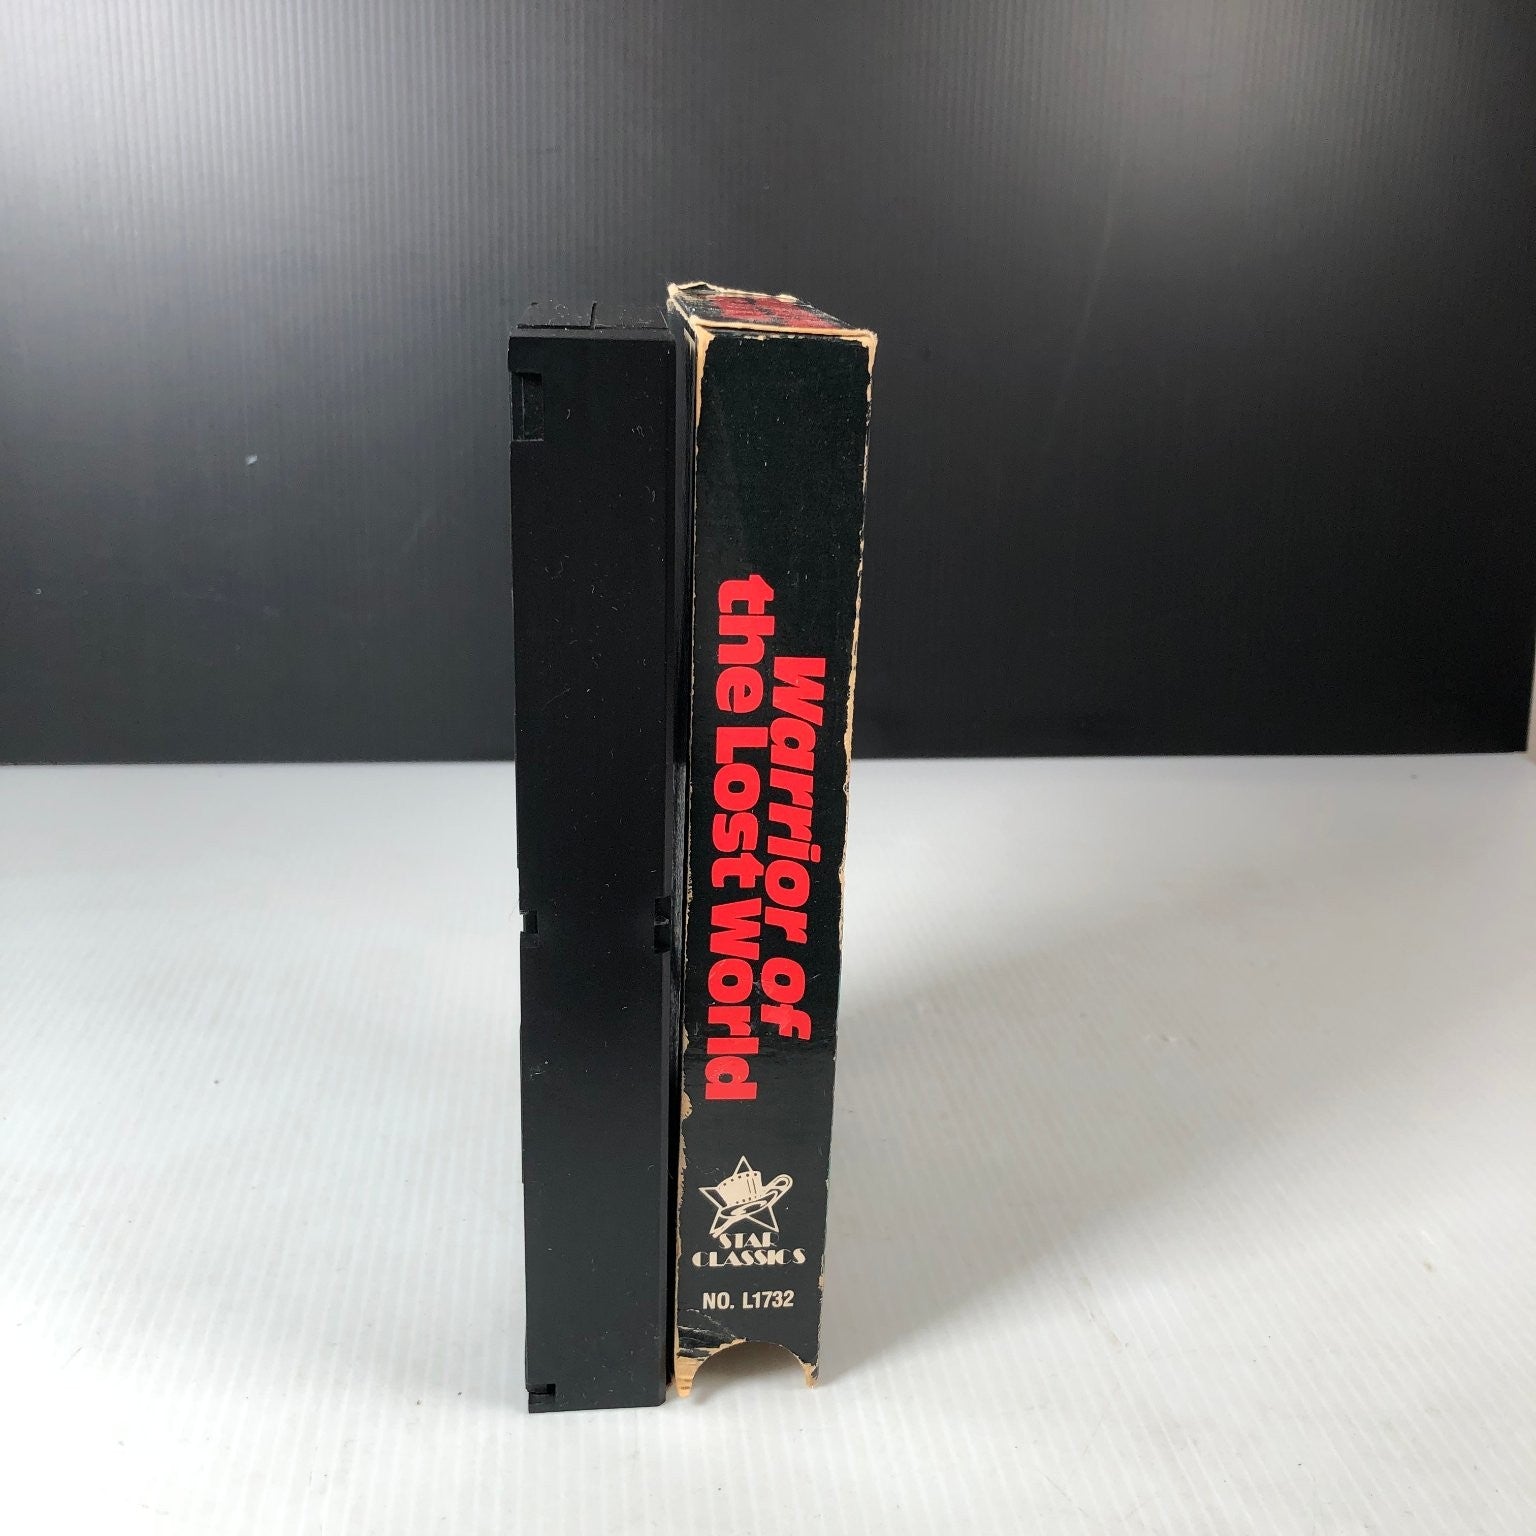 Warrior of
the Lost World
STAR
CLASSICS
NO. L1732